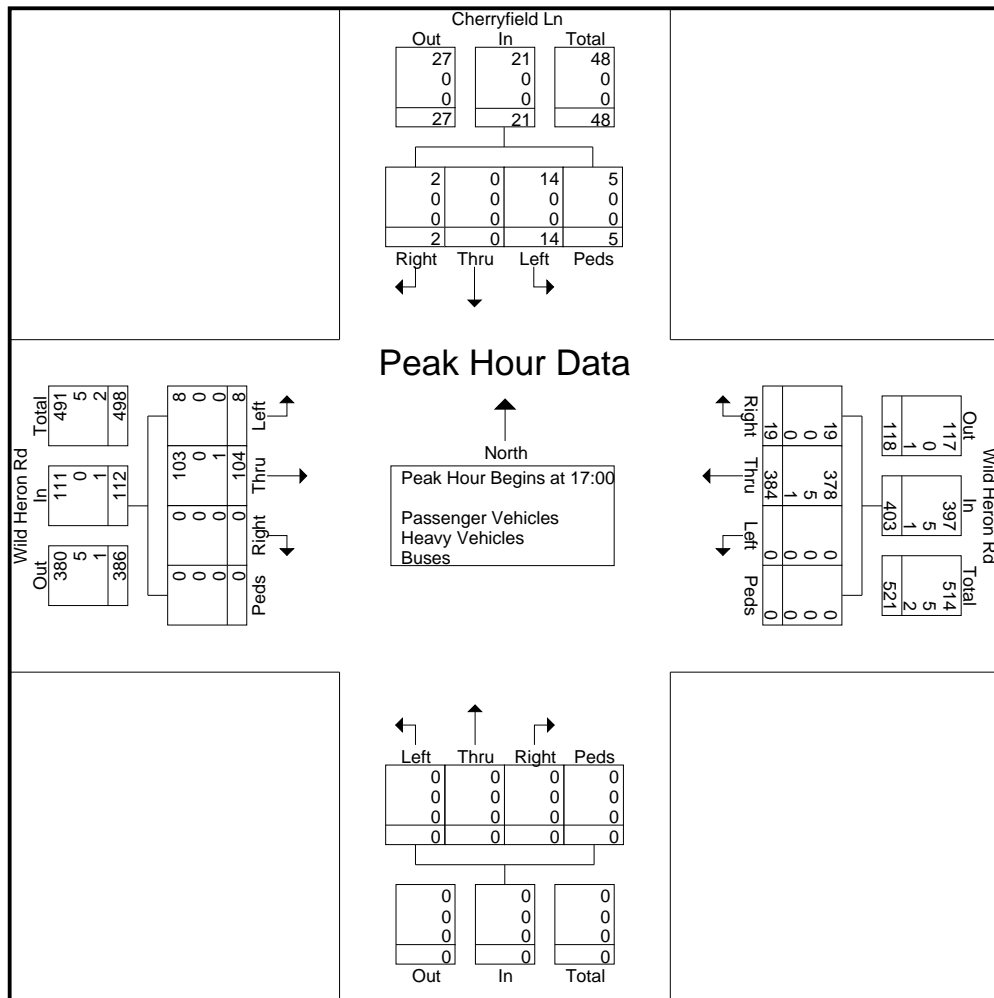 Cherryfield Ln
Out In Total
27 21 48
0 0 0
0 0 0
27 21 48
2 0 14 5
0 0 0 0
0 0 0 0
2 0 14 5
Right Thru Left Peds
Peak Hour Data
North
Peak Hour Begins at 17:00
Passenger Vehicles
Heavy Vehicles
Buses
Wild Heron Rd
Out In Total
380 111 491
5 0 5
1 1 2
386 112 498
Peds Right Thru Left
0 0 103 8
0 0 0 0
0 0 1 0
0 0 104 8
Wild Heron Rd
Out In Total
117 397 514
0 5 5
1 1 2
118 403 521
Right Thru Left Peds
19 378 0 0
0 5 0 0
0 1 0 0
19 384 0 0
Left Thru Right Peds
0 0 0 0
0 0 0 0
0 0 0 0
0 0 0 0
0 0 0
0 0 0
0 0 0
0 0 0
Out In Total